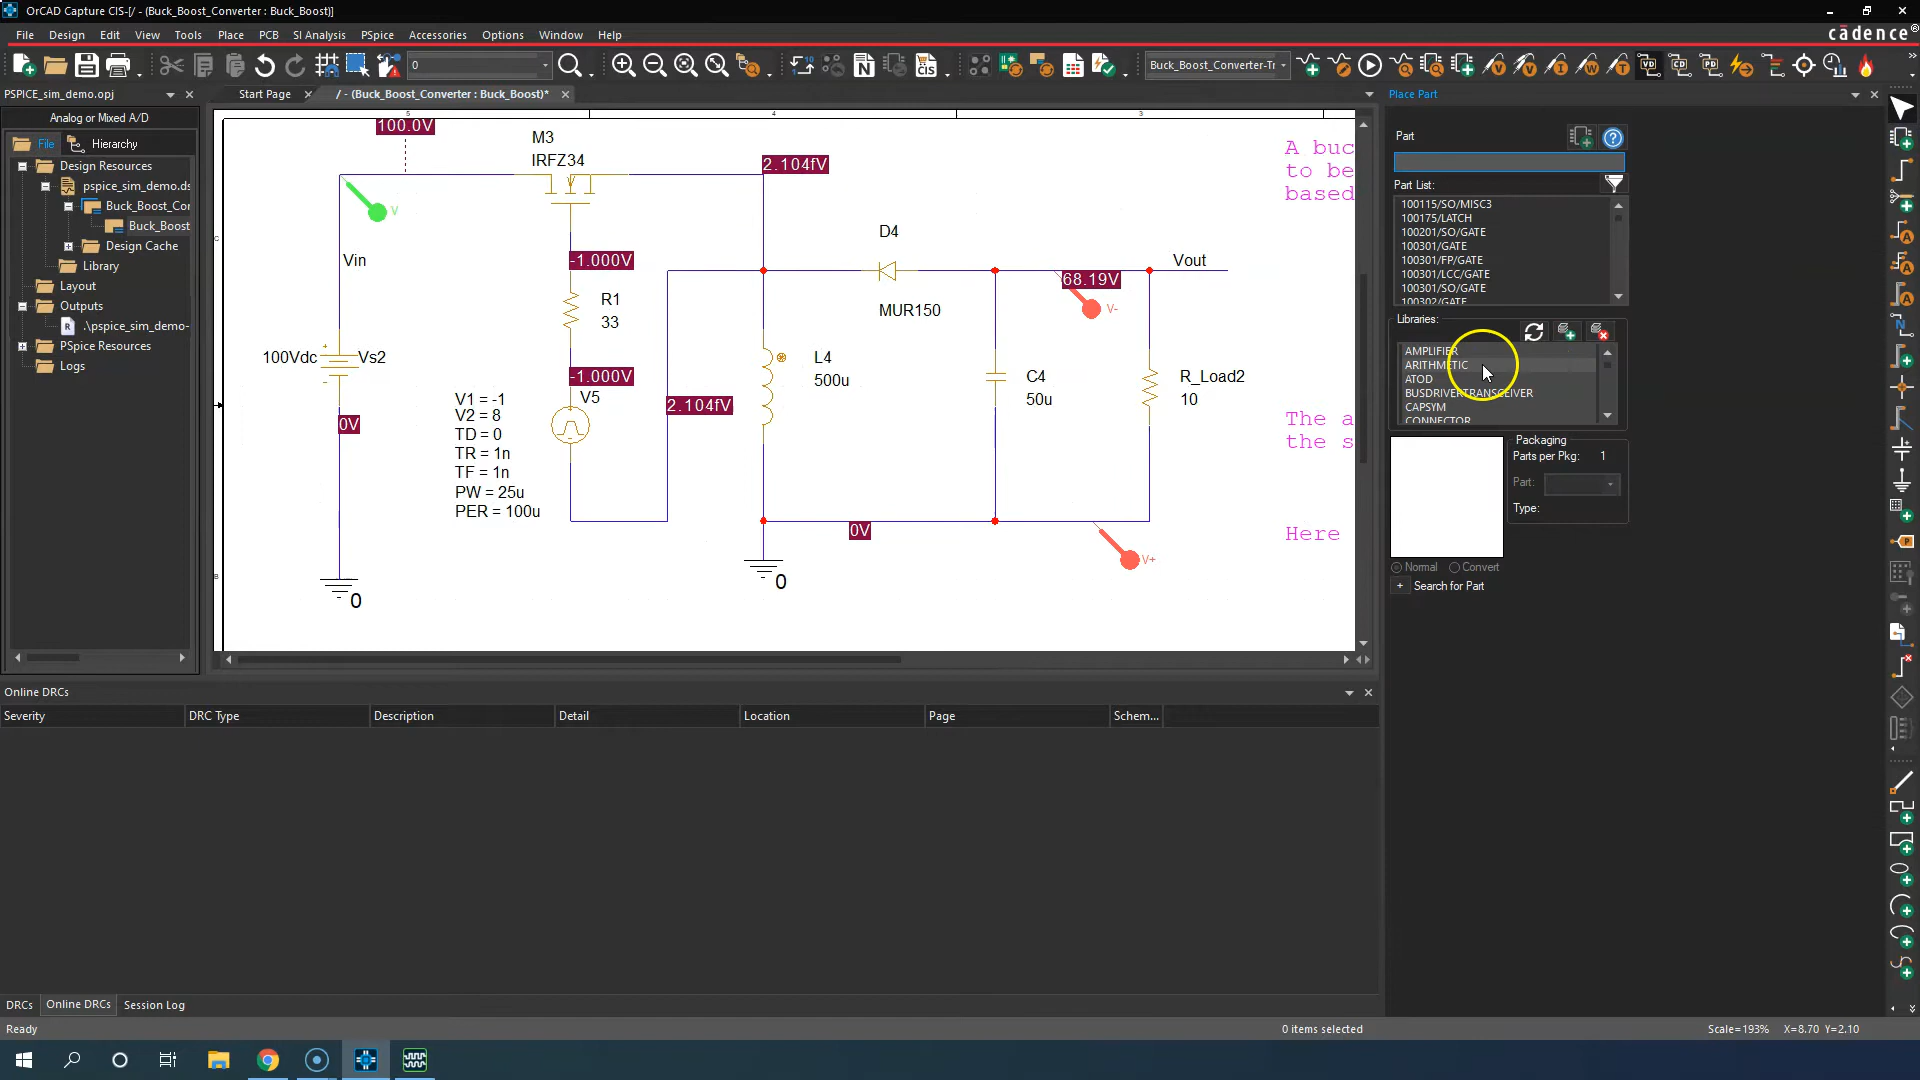 OrCAD Capture CIS-[/ - (Buck_Boost_Converter : Buck_Boost)]
File Design Edit View Tools Place PCB SI Analysis PSpice Accessories Options Window Help
cādence®
0
Buck_Boost_Converter-Tr
PSPICE_sim_demo.opj
Start Page
/ - (Buck_Boost_Converter : Buck_Boost)*
Place Part
Analog or Mixed A/D
File
Hierarchy
Design Resources
pspice_sim_demo.ds
Buck_Boost_Cor
Buck_Boost
Design Cache
Library
Layout
Outputs
.\pspice_sim_demo-
PSpice Resources
Logs
5
4
3
C
B
100.0V
M3
IRFZ34
2.104fV
V
Vin
-1.000V
R1
33
-1.000V
V5
100Vdc
Vs2
0V
V1 = -1
V2 = 8
TD = 0
TR = 1n
TF = 1n
PW = 25u
PER = 100u
2.104fV
L4
500u
D4
MUR150
68.19V
Vout
V-
C4
50u
R_Load2
10
0V
V+
0
0
A buc
to be
based
The a
the s
Here
Part
Part List:
100115/SO/MISC3
100175/LATCH
100201/SO/GATE
100301/GATE
100301/FP/GATE
100301/LCC/GATE
100301/SO/GATE
100302/GATE
Libraries:
AMPLIFIER
ARITHMETIC
ATOD
BUSDRIVERTRANSCEIVER
CAPSYM
CONNECTOR
Packaging
Parts per Pkg: 1
Part:
Type:
Normal Convert
+ Search for Part
Online DRCs
Severity DRC Type Description Detail Location Page Schem...
DRCs Online DRCs Session Log
Ready
0 items selected
Scale=193% X=8.70 Y=2.10